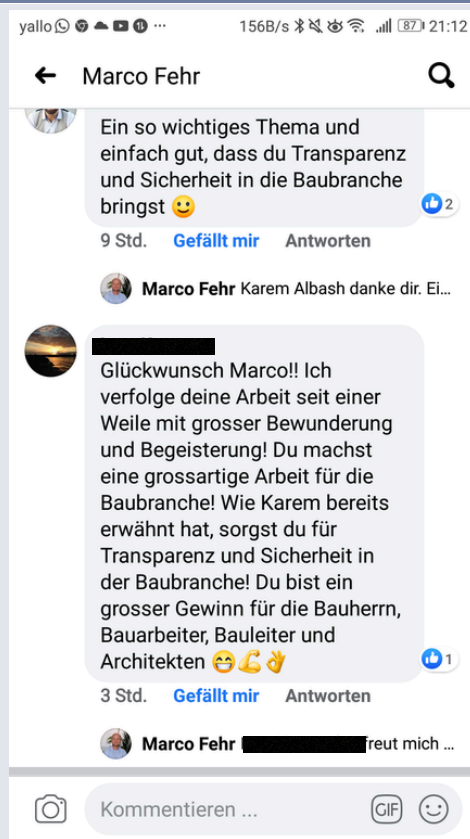 yallo 156B/s 87 21:12
Marco Fehr
Ein so wichtiges Thema und
einfach gut, dass du Transparenz
und Sicherheit in die Baubranche
bringst 🙂
2
9 Std. Gefällt mir Antworten
Marco Fehr Karem Albash danke dir. Ei...
Glückwunsch Marco!! Ich
verfolge deine Arbeit seit einer
Weile mit grosser Bewunderung
und Begeisterung! Du machst
eine grossartige Arbeit für die
Baubranche! Wie Karem bereits
erwähnt hat, sorgst du für
Transparenz und Sicherheit in
der Baubranche! Du bist ein
grosser Gewinn für die Bauherrn,
Bauarbeiter, Bauleiter und
Architekten 😁💪👌
1
3 Std. Gefällt mir Antworten
Marco Fehr freut mich ...
Kommentieren ... GIF